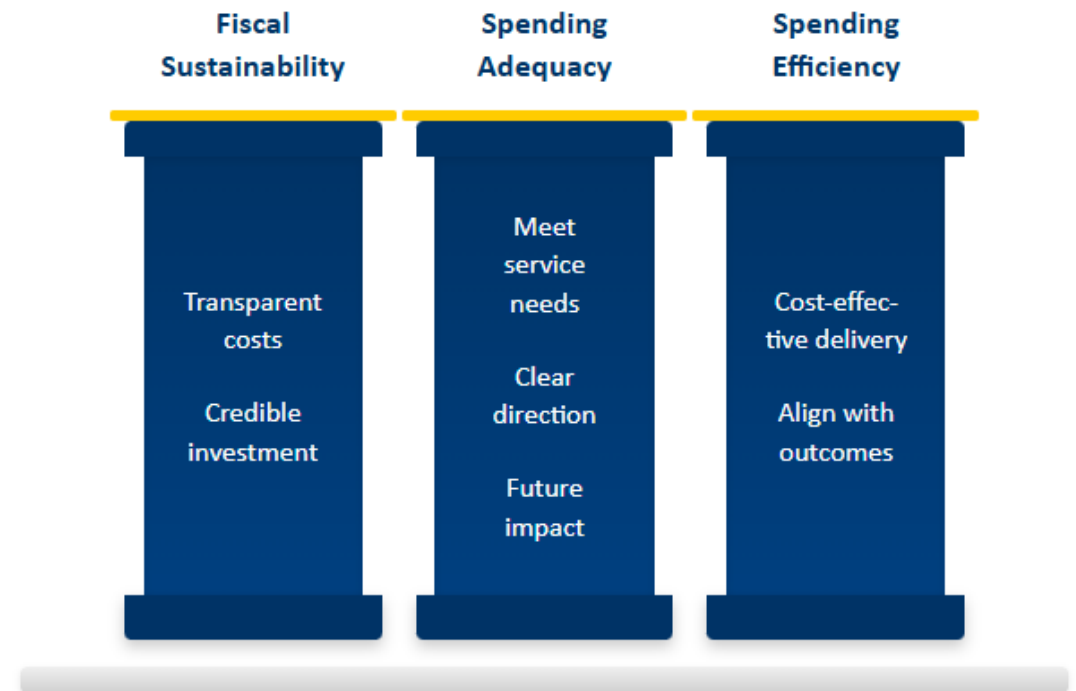 Fiscal
Sustainability
Spending
Adequacy
Spending
Efficiency
Transparent
costs
Credible
investment
Meet
service
needs
Clear
direction
Future
impact
Cost-effec-
tive delivery
Align with
outcomes